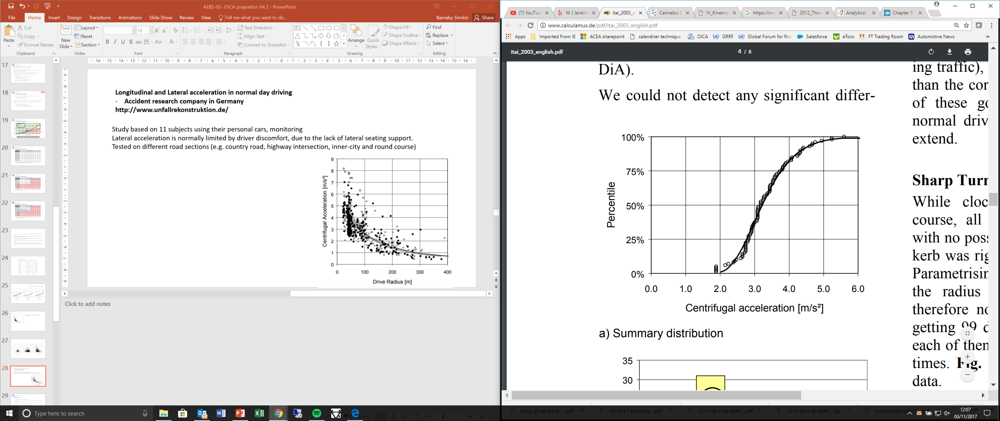 AEBS-02- OICA prapration V4.2 - PowerPoint
File Home Insert Design Transitions Animations Slide Show Review View Tell me what you want to do... Barnaby Simkin Share
Paste
Cut
Copy
Format Painter
Clipboard
New Slide
Layout
Reset
Section
Slides
18
Font
Text Direction
Align Text
Convert to SmartArt
Paragraph
Arrange
Quick Styles
Shape Fill
Shape Outline
Shape Effects
Drawing
Find
Replace
Select
Editing
17
18
19
20
21
22
23
24
25
26
27
28
29
Longitudinal and Lateral acceleration in normal day driving
- Accident research company in Germany
http://www.unfallrekonstruktion.de/
Study based on 11 subjects using their personal cars, monitoring
Lateral acceleration is normally limited by driver discomfort, due to the lack of lateral seating support.
Tested on different road sections (e.g. country road, highway intersection, inner-city and round course)
Centrifugal Acceleration [m/s²]
9
8
7
6
5
4
3
2
1
0
0 100 200 300 400
Drive Radius [m]
Click to add notes
(7) YouTub W J Jenkin itai_2003_e Cannabis E IV_Kinemat https://ww 2012_Thes Analytical Chapter 5
www.calculamus.de/pdf/itai_2003_english.pdf
Apps Imported From IE ACEA sharepoint calendrier technique OICA GRRF Global Forum for Roa Salesforce eToro FT Trading Room Automotive News »
itai_2003_english.pdf 4 / 8
DiA).
We could not detect any significant differ-
Percentile
100%
75%
50%
25%
0%
0.0 1.0 2.0 3.0 4.0 5.0 6.0
Centrifugal acceleration [m/s²]
a) Summary distribution
35
30
ing traffic),
than the cor
of these go
normal driv
extend.
Sharp Turn
While cloc
course, all
with no poss
kerb was rig
Parametrisin
the radius
therefore no
getting 99 d
each of then
times. Fig.
data.
Long at Lat acc in ....pdf ESV2017-BASt-Ne....pdf 2017-09-c-its-platf....pdf 2017-09-c-its-platf....zip
Type here to search
12:07
03/11/2017